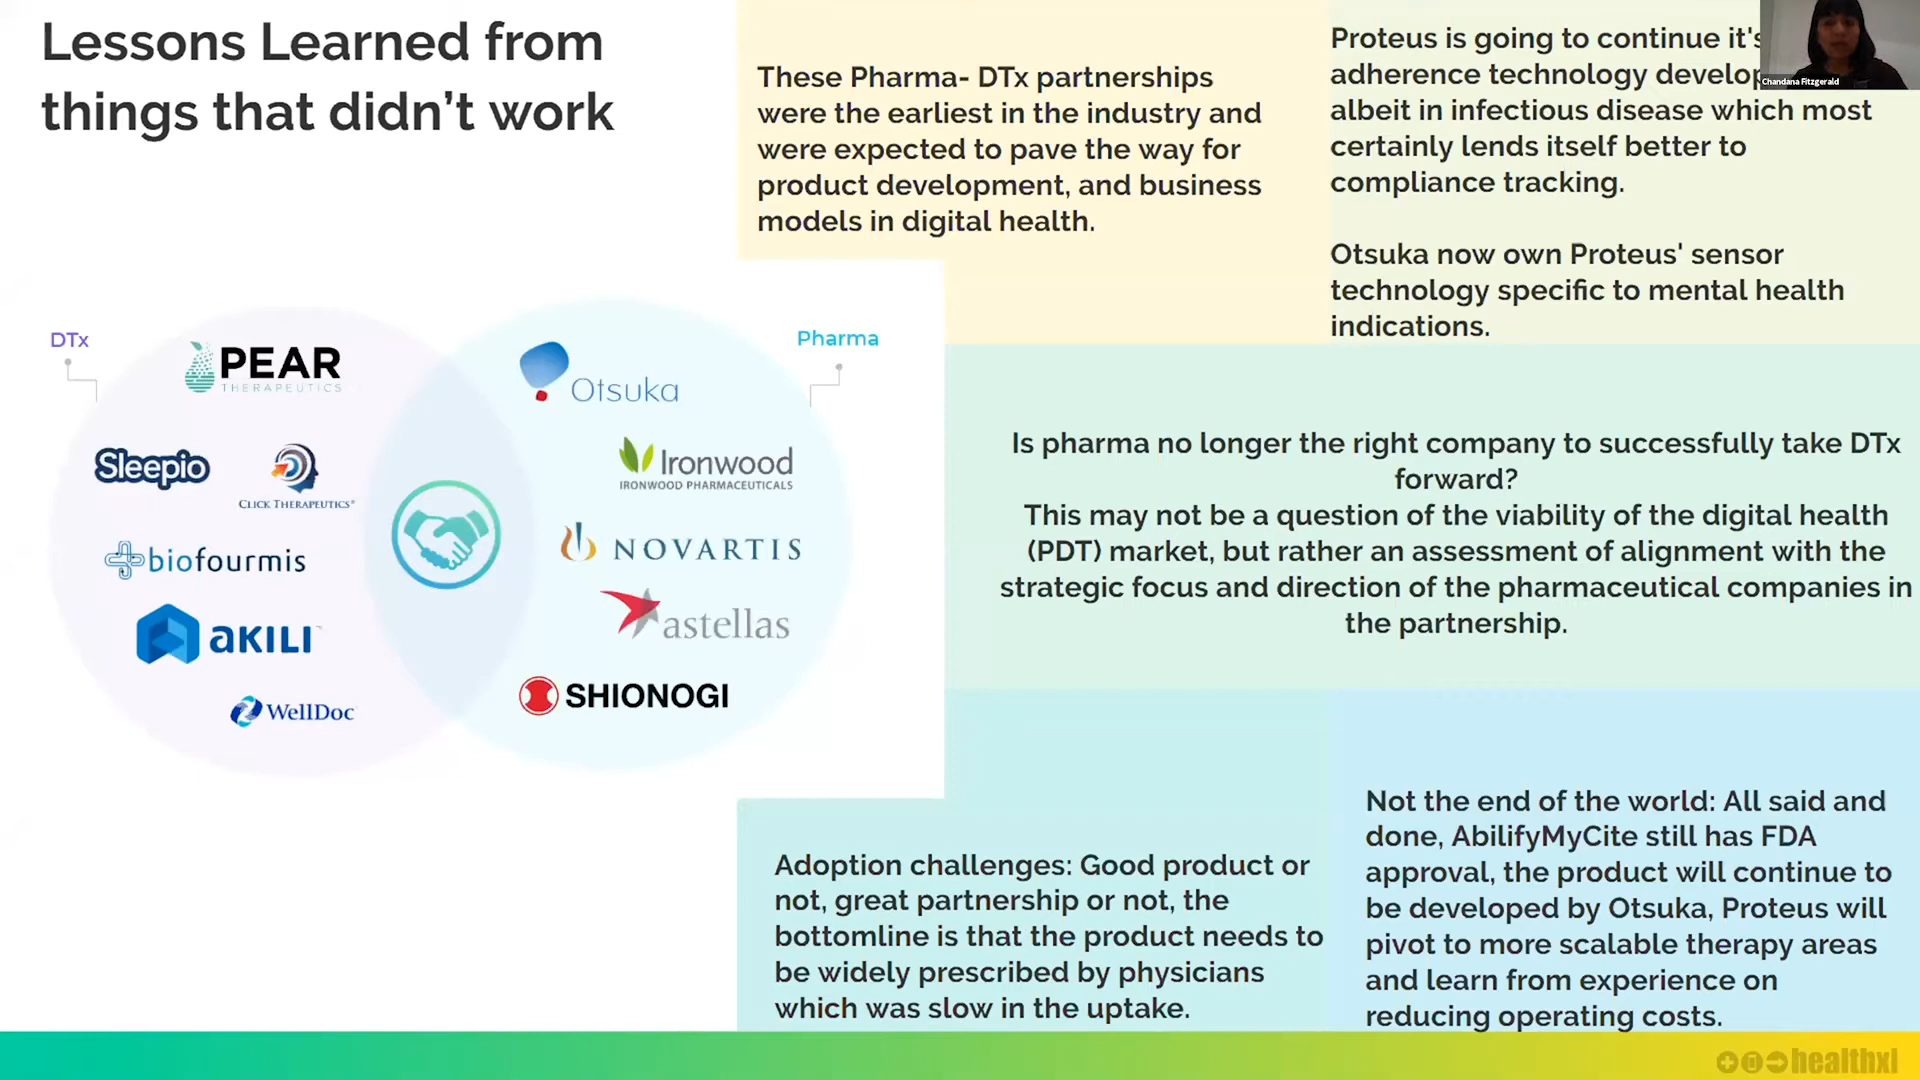 Lessons Learned from
things that didn't work
These Pharma- DTx partnerships
were the earliest in the industry and
were expected to pave the way for
product development, and business
models in digital health.
Proteus is going to continue it's
adherence technology develop
albeit in infectious disease which most
certainly lends itself better to
compliance tracking.
Otsuka now own Proteus' sensor
technology specific to mental health
indications.
Chandana Fitzgerald
DTx
Pharma
PEAR
THERAPEUTICS
Sleepio
CLICK THERAPEUTICS
biofourmis
AKILI
WellDoc
Otsuka
Ironwood
IRONWOOD PHARMACEUTICALS
NOVARTIS
astellas
SHIONOGI
Is pharma no longer the right company to successfully take DTx
forward?
This may not be a question of the viability of the digital health
(PDT) market, but rather an assessment of alignment with the
strategic focus and direction of the pharmaceutical companies in
the partnership.
Adoption challenges: Good product or
not, great partnership or not, the
bottomline is that the product needs to
be widely prescribed by physicians
which was slow in the uptake.
Not the end of the world: All said and
done, AbilifyMyCite still has FDA
approval, the product will continue to
be developed by Otsuka, Proteus will
pivot to more scalable therapy areas
and learn from experience on
reducing operating costs.
healthxl